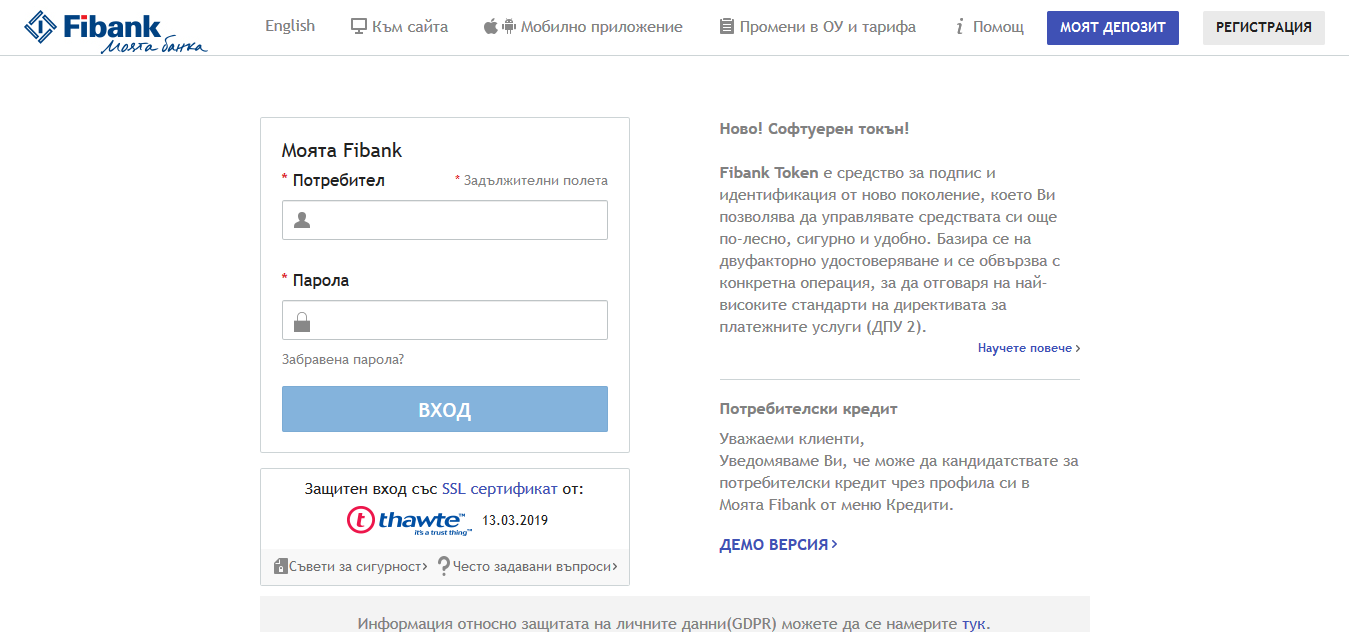 Fibank
Моята банка
English
Към сайта
Мобилно приложение
Промени в ОУ и тарифа
Помощ
МОЯТ ДЕПОЗИТ
РЕГИСТРАЦИЯ
Моята Fibank
* Потребител
* Задължителни полета
* Парола
Забравена парола?
ВХОД
Защитен вход със SSL сертификат от:
thawte™
it's a trust thing™
13.03.2019
Съвети за сигурност›
Често задавани въпроси›
Ново! Софтуерен токън!
Fibank Token е средство за подпис и
идентификация от ново поколение, което Ви
позволява да управлявате средствата си още
по-лесно, сигурно и удобно. Базира се на
двуфакторно удостоверяване и се обвързва с
конкретна операция, за да отговаря на най-
високите стандарти на директивата за
платежните услуги (ДПУ 2).
Научете повече ›
Потребителски кредит
Уважаеми клиенти,
Уведомяваме Ви, че може да кандидатствате за
потребителски кредит чрез профила си в
Моята Fibank от меню Кредити.
ДЕМО ВЕРСИЯ ›
Информация относно защитата на личните данни(GDPR) можете да се намерите тук.